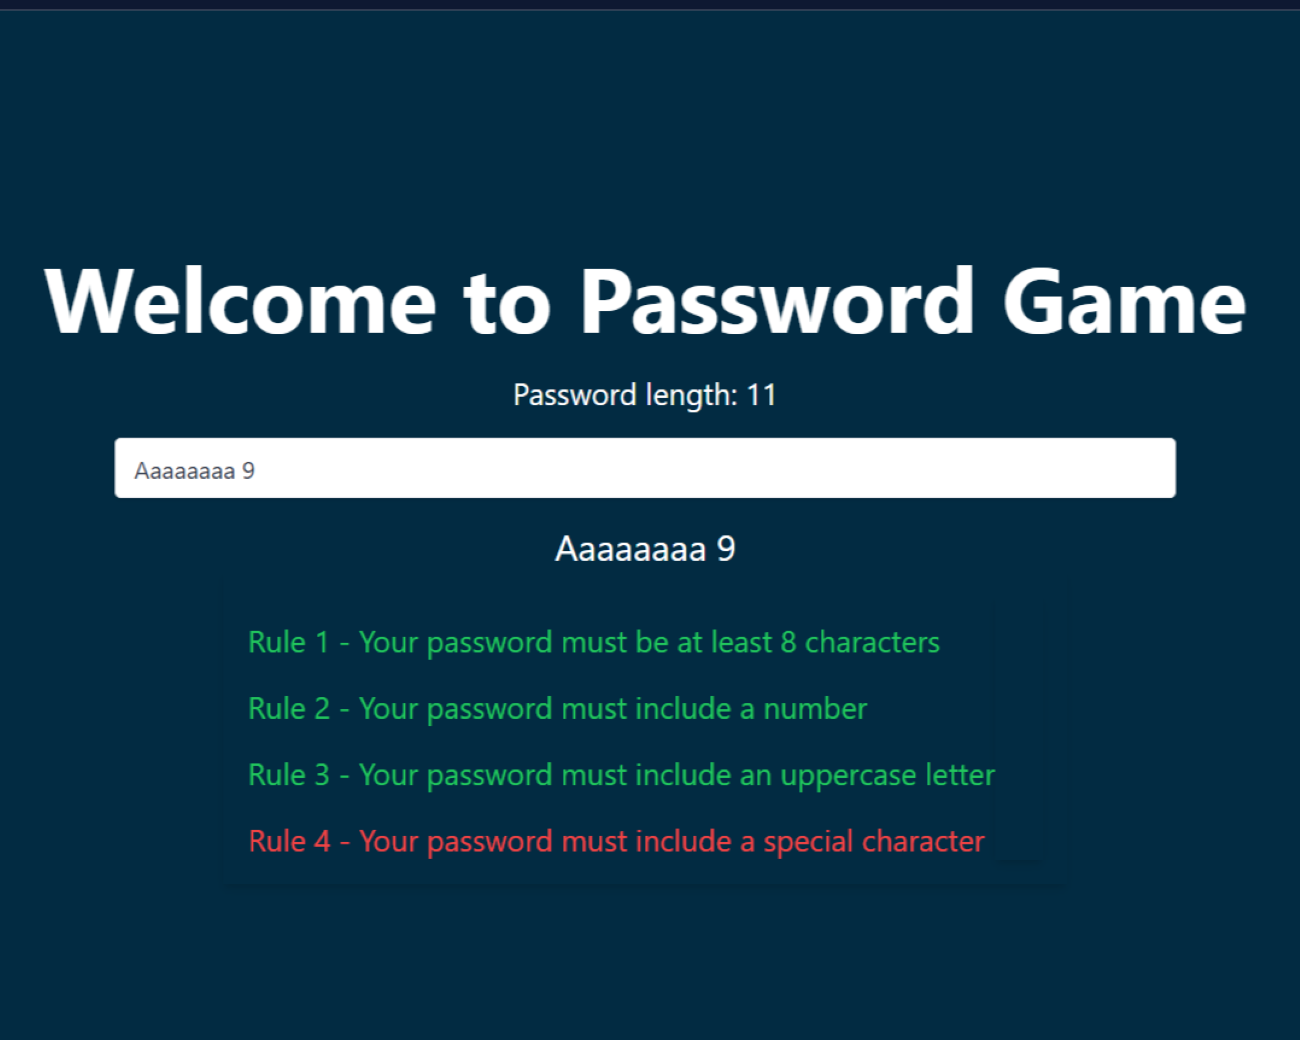 Welcome to Password Game
Password length: 11
Aaaaaaaa 9
Aaaaaaaa 9
Rule 1 - Your password must be at least 8 characters
Rule 2 - Your password must include a number
Rule 3 - Your password must include an uppercase letter
Rule 4 - Your password must include a special character